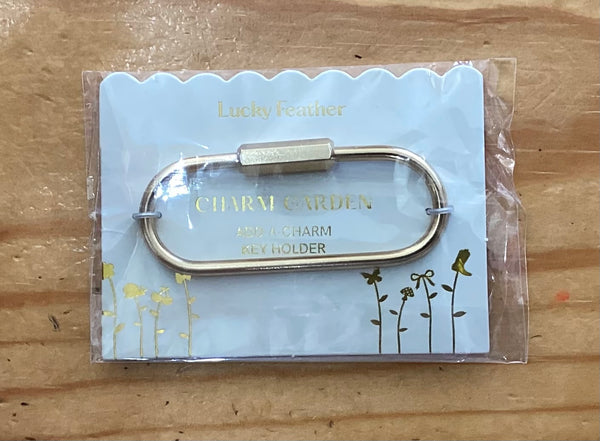 Lucky Feather
CHARM GARDEN
ADD A CHARM
KEY HOLDER